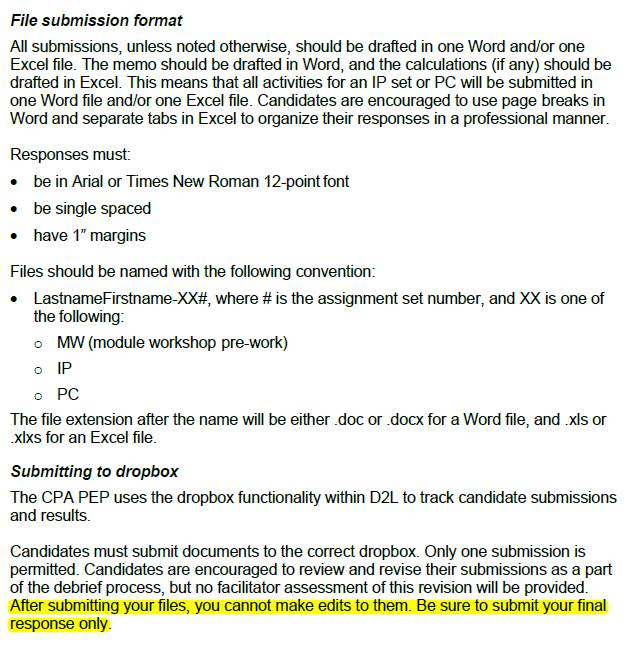 File submission format
All submissions, unless noted otherwise, should be drafted in one Word and/or one
Excel file. The memo should be drafted in Word, and the calculations (if any) should be
drafted in Excel. This means that all activities for an IP set or PC will be submitted in
one Word file and/or one Excel file. Candidates are encouraged to use page breaks in
Word and separate tabs in Excel to organize their responses in a professional manner.
Responses must:
• be in Arial or Times New Roman 12-point font
• be single spaced
• have 1” margins
Files should be named with the following convention:
• LastnameFirstname-XX#, where # is the assignment set number, and XX is one of
the following:
o MW (module workshop pre-work)
o IP
o PC
The file extension after the name will be either .doc or .docx for a Word file, and .xls or
.xlxs for an Excel file.
Submitting to dropbox
The CPA PEP uses the dropbox functionality within D2L to track candidate submissions
and results.
Candidates must submit documents to the correct dropbox. Only one submission is
permitted. Candidates are encouraged to review and revise their submissions as a part
of the debrief process, but no facilitator assessment of this revision will be provided.
After submitting your files, you cannot make edits to them. Be sure to submit your final
response only.